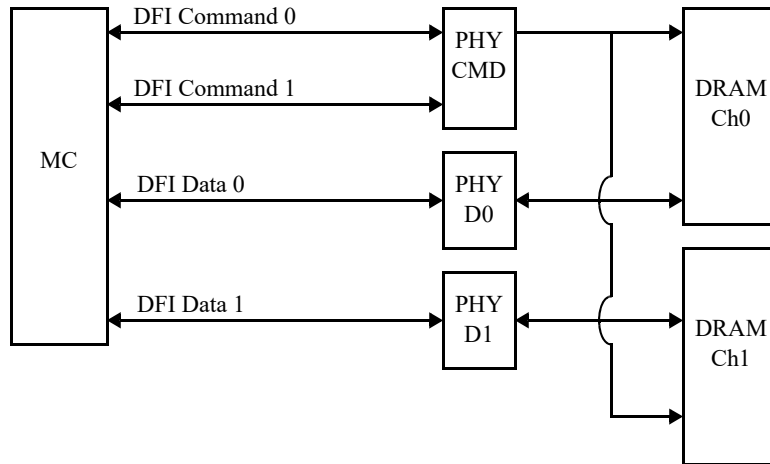 DFI Command 0
PHY
CMD
DFI Command 1
DRAM
Ch0
MC
DFI Data 0
PHY
D0
DFI Data 1
PHY
D1
DRAM
Ch1